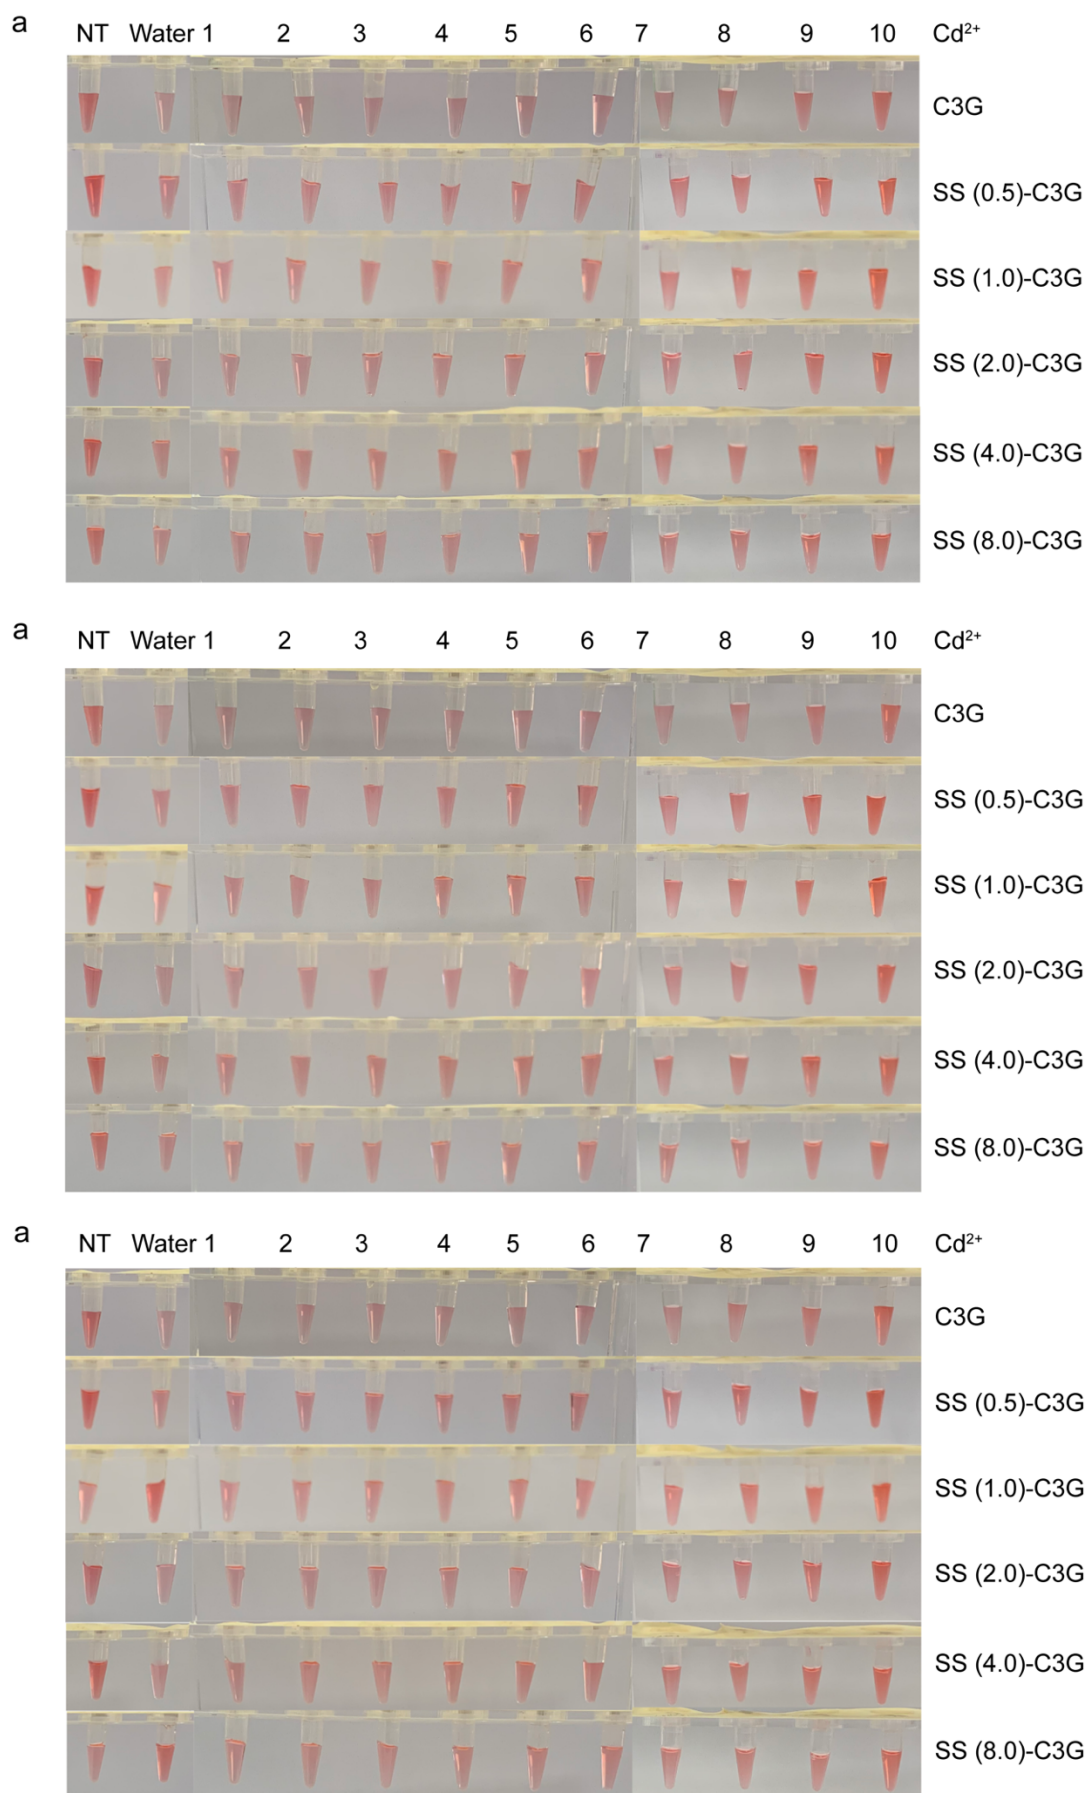 a
NT Water 1 2 3 4 5 6 7 8 9 10 Cd²⁺
C3G
SS (0.5)-C3G
SS (1.0)-C3G
SS (2.0)-C3G
SS (4.0)-C3G
SS (8.0)-C3G
a
NT Water 1 2 3 4 5 6 7 8 9 10 Cd²⁺
C3G
SS (0.5)-C3G
SS (1.0)-C3G
SS (2.0)-C3G
SS (4.0)-C3G
SS (8.0)-C3G
a
NT Water 1 2 3 4 5 6 7 8 9 10 Cd²⁺
C3G
SS (0.5)-C3G
SS (1.0)-C3G
SS (2.0)-C3G
SS (4.0)-C3G
SS (8.0)-C3G